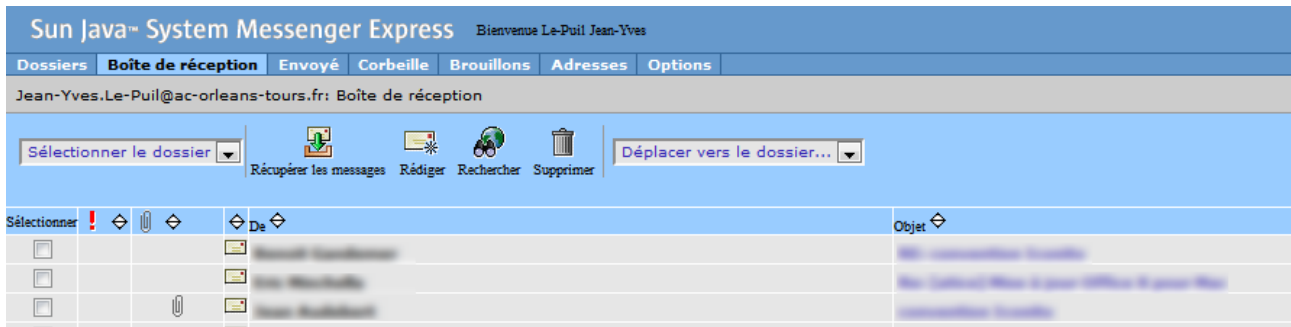 Sun Java™ System Messenger Express Bienvenue Le-Puil Jean-Yves
Dossiers Boîte de réception Envoyé Corbeille Brouillons Adresses Options
Jean-Yves.Le-Puil@ac-orleans-tours.fr: Boîte de réception
Sélectionner le dossier Récupérer les messages Rédiger Rechercher Supprimer Déplacer vers le dossier...
Sélectionner De Objet